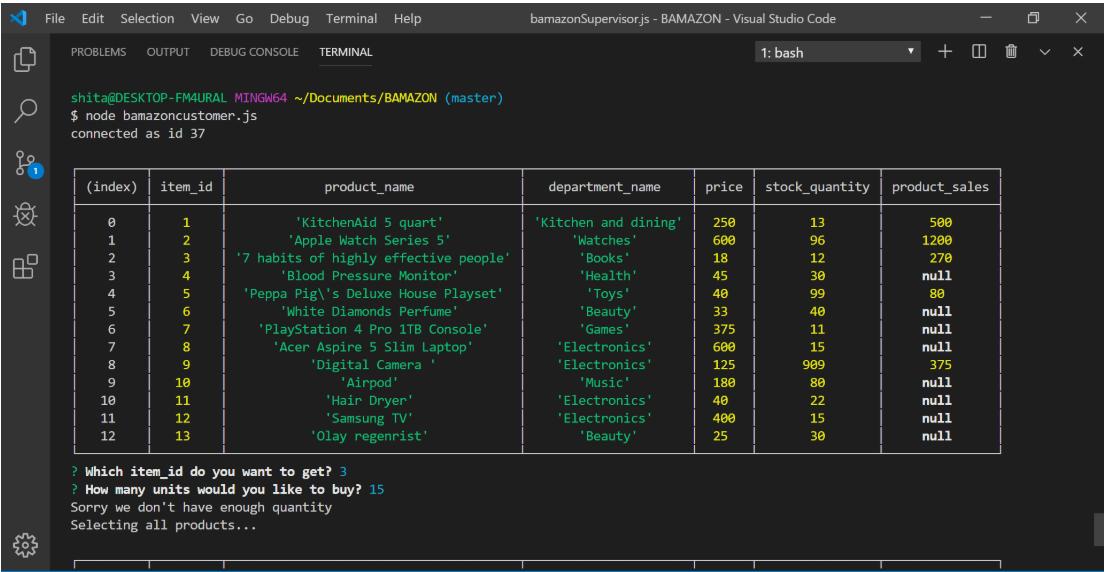 File Edit Selection View Go Debug Terminal Help bamazonSupervisor.js - BAMAZON - Visual Studio Code
PROBLEMS OUTPUT DEBUG CONSOLE TERMINAL 1: bash
shita@DESKTOP-FM4URAL MINGW64 ~/Documents/BAMAZON (master)
$ node bamazoncustomer.js
connected as id 37
1
(index) item_id product_name department_name price stock_quantity product_sales
0 1 'KitchenAid 5 quart' 'Kitchen and dining' 250 13 500
1 2 'Apple Watch Series 5' 'Watches' 600 96 1200
2 3 '7 habits of highly effective people' 'Books' 18 12 270
3 4 'Blood Pressure Monitor' 'Health' 45 30 null
4 5 'Peppa Pig\'s Deluxe House Playset' 'Toys' 40 99 80
5 6 'White Diamonds Perfume' 'Beauty' 33 40 null
6 7 'PlayStation 4 Pro 1TB Console' 'Games' 375 11 null
7 8 'Acer Aspire 5 Slim Laptop' 'Electronics' 600 15 null
8 9 'Digital Camera ' 'Electronics' 125 909 375
9 10 'Airpod' 'Music' 180 80 null
10 11 'Hair Dryer' 'Electronics' 40 22 null
11 12 'Samsung TV' 'Electronics' 400 15 null
12 13 'Olay regenrist' 'Beauty' 25 30 null
? Which item_id do you want to get? 3
? How many units would you like to buy? 15
Sorry we don't have enough quantity
Selecting all products...